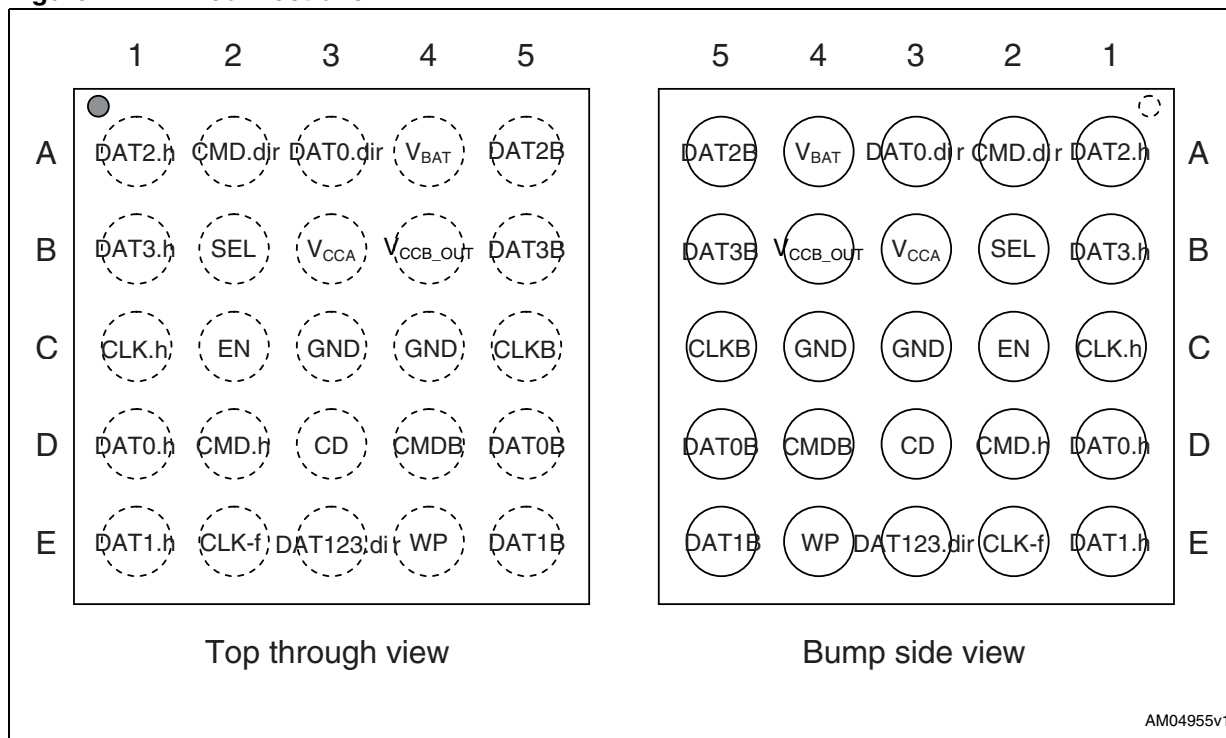 1 2 3 4 5 5 4 3 2 1
A DAT2.h CMD.dir DAT0.dir VBAT DAT2B DAT2B VBAT DAT0.dir CMD.dir DAT2.h A
B DAT3.h SEL VCCA VCCB_OUT DAT3B DAT3B VCCB_OUT VCCA SEL DAT3.h B
C CLK.h EN GND GND CLKB CLKB GND GND EN CLK.h C
D DAT0.h CMD.h CD CMDB DAT0B DAT0B CMDB CD CMD.h DAT0.h D
E DAT1.h CLK-f DAT123.dir WP DAT1B DAT1B WP DAT123.dir CLK-f DAT1.h E
Top through view Bump side view
AM04955v1